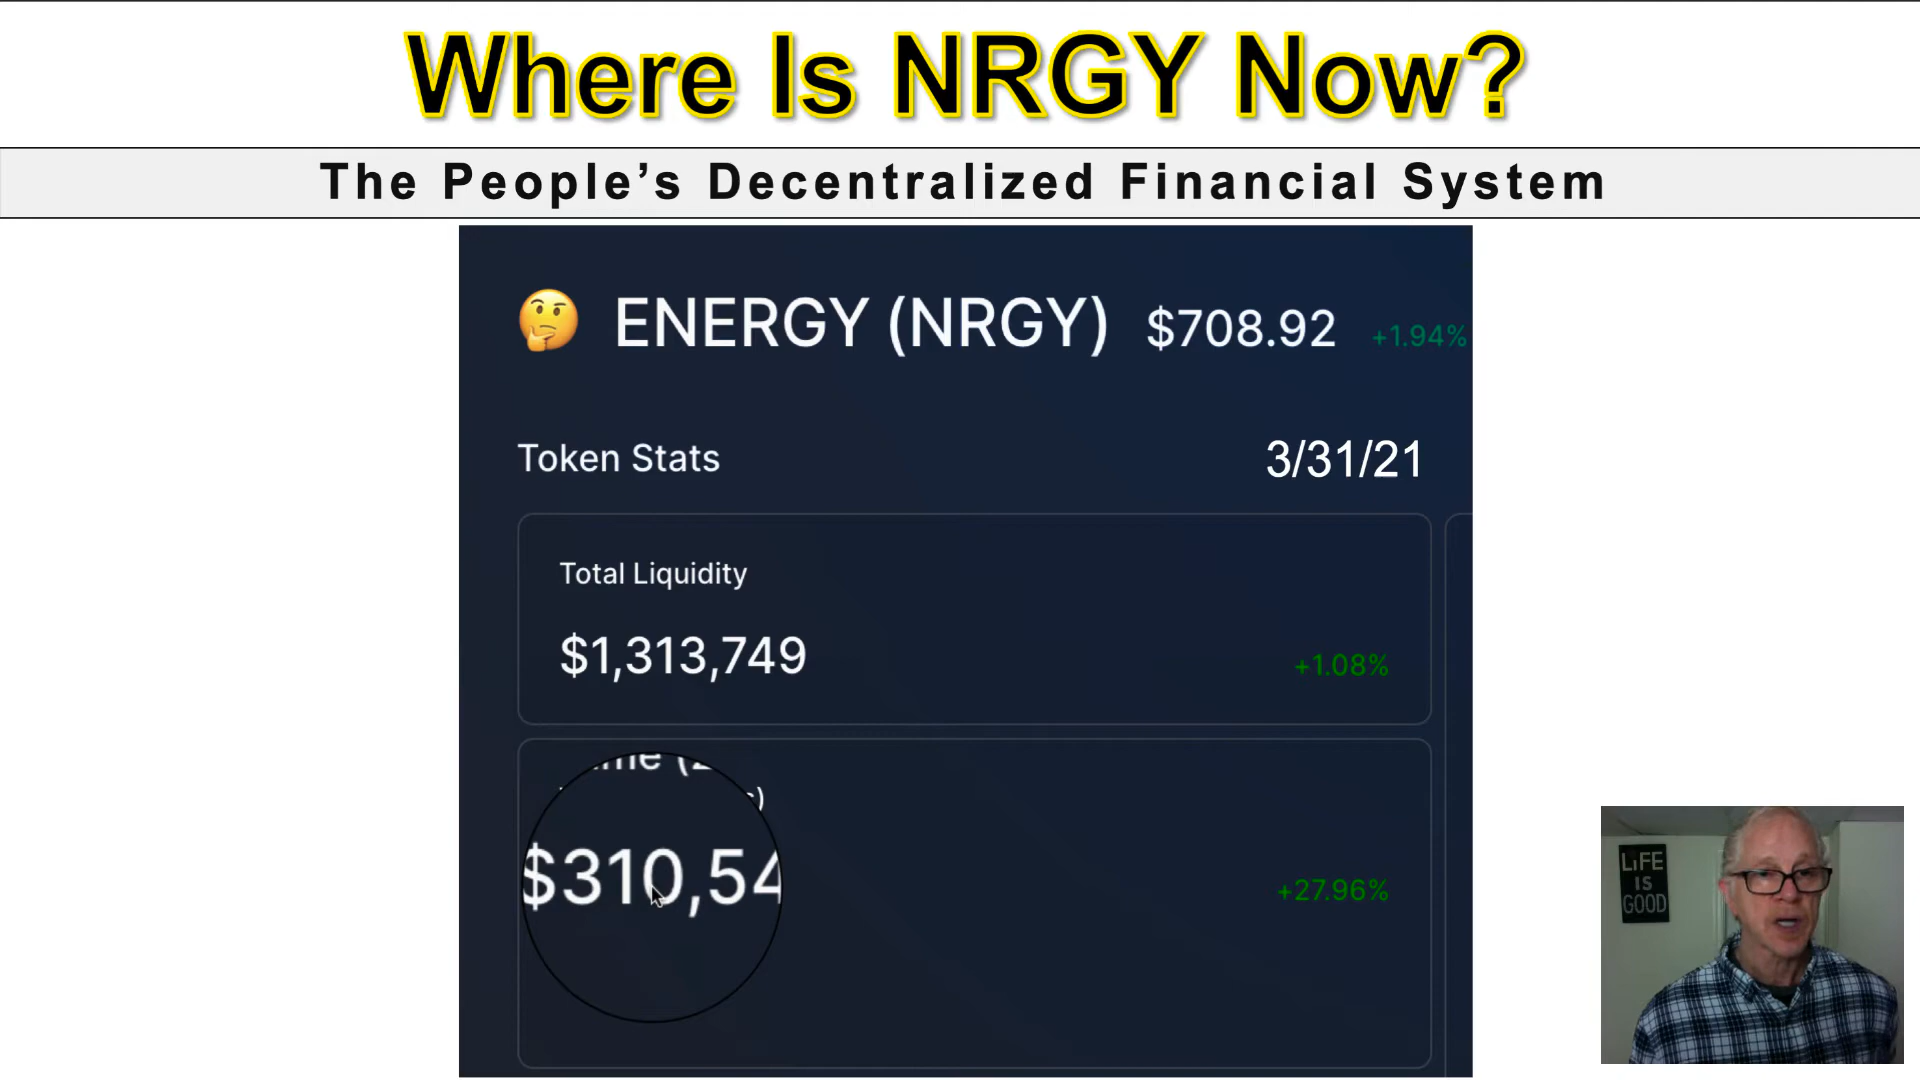 Where Is NRGY Now?
The People’s Decentralized Financial System
ENERGY (NRGY) $708.92 +1.94%
Token Stats 3/31/21
Total Liquidity
$1,313,749 +1.08%
$310,54 +27.96%
LiFE
IS
GOOD